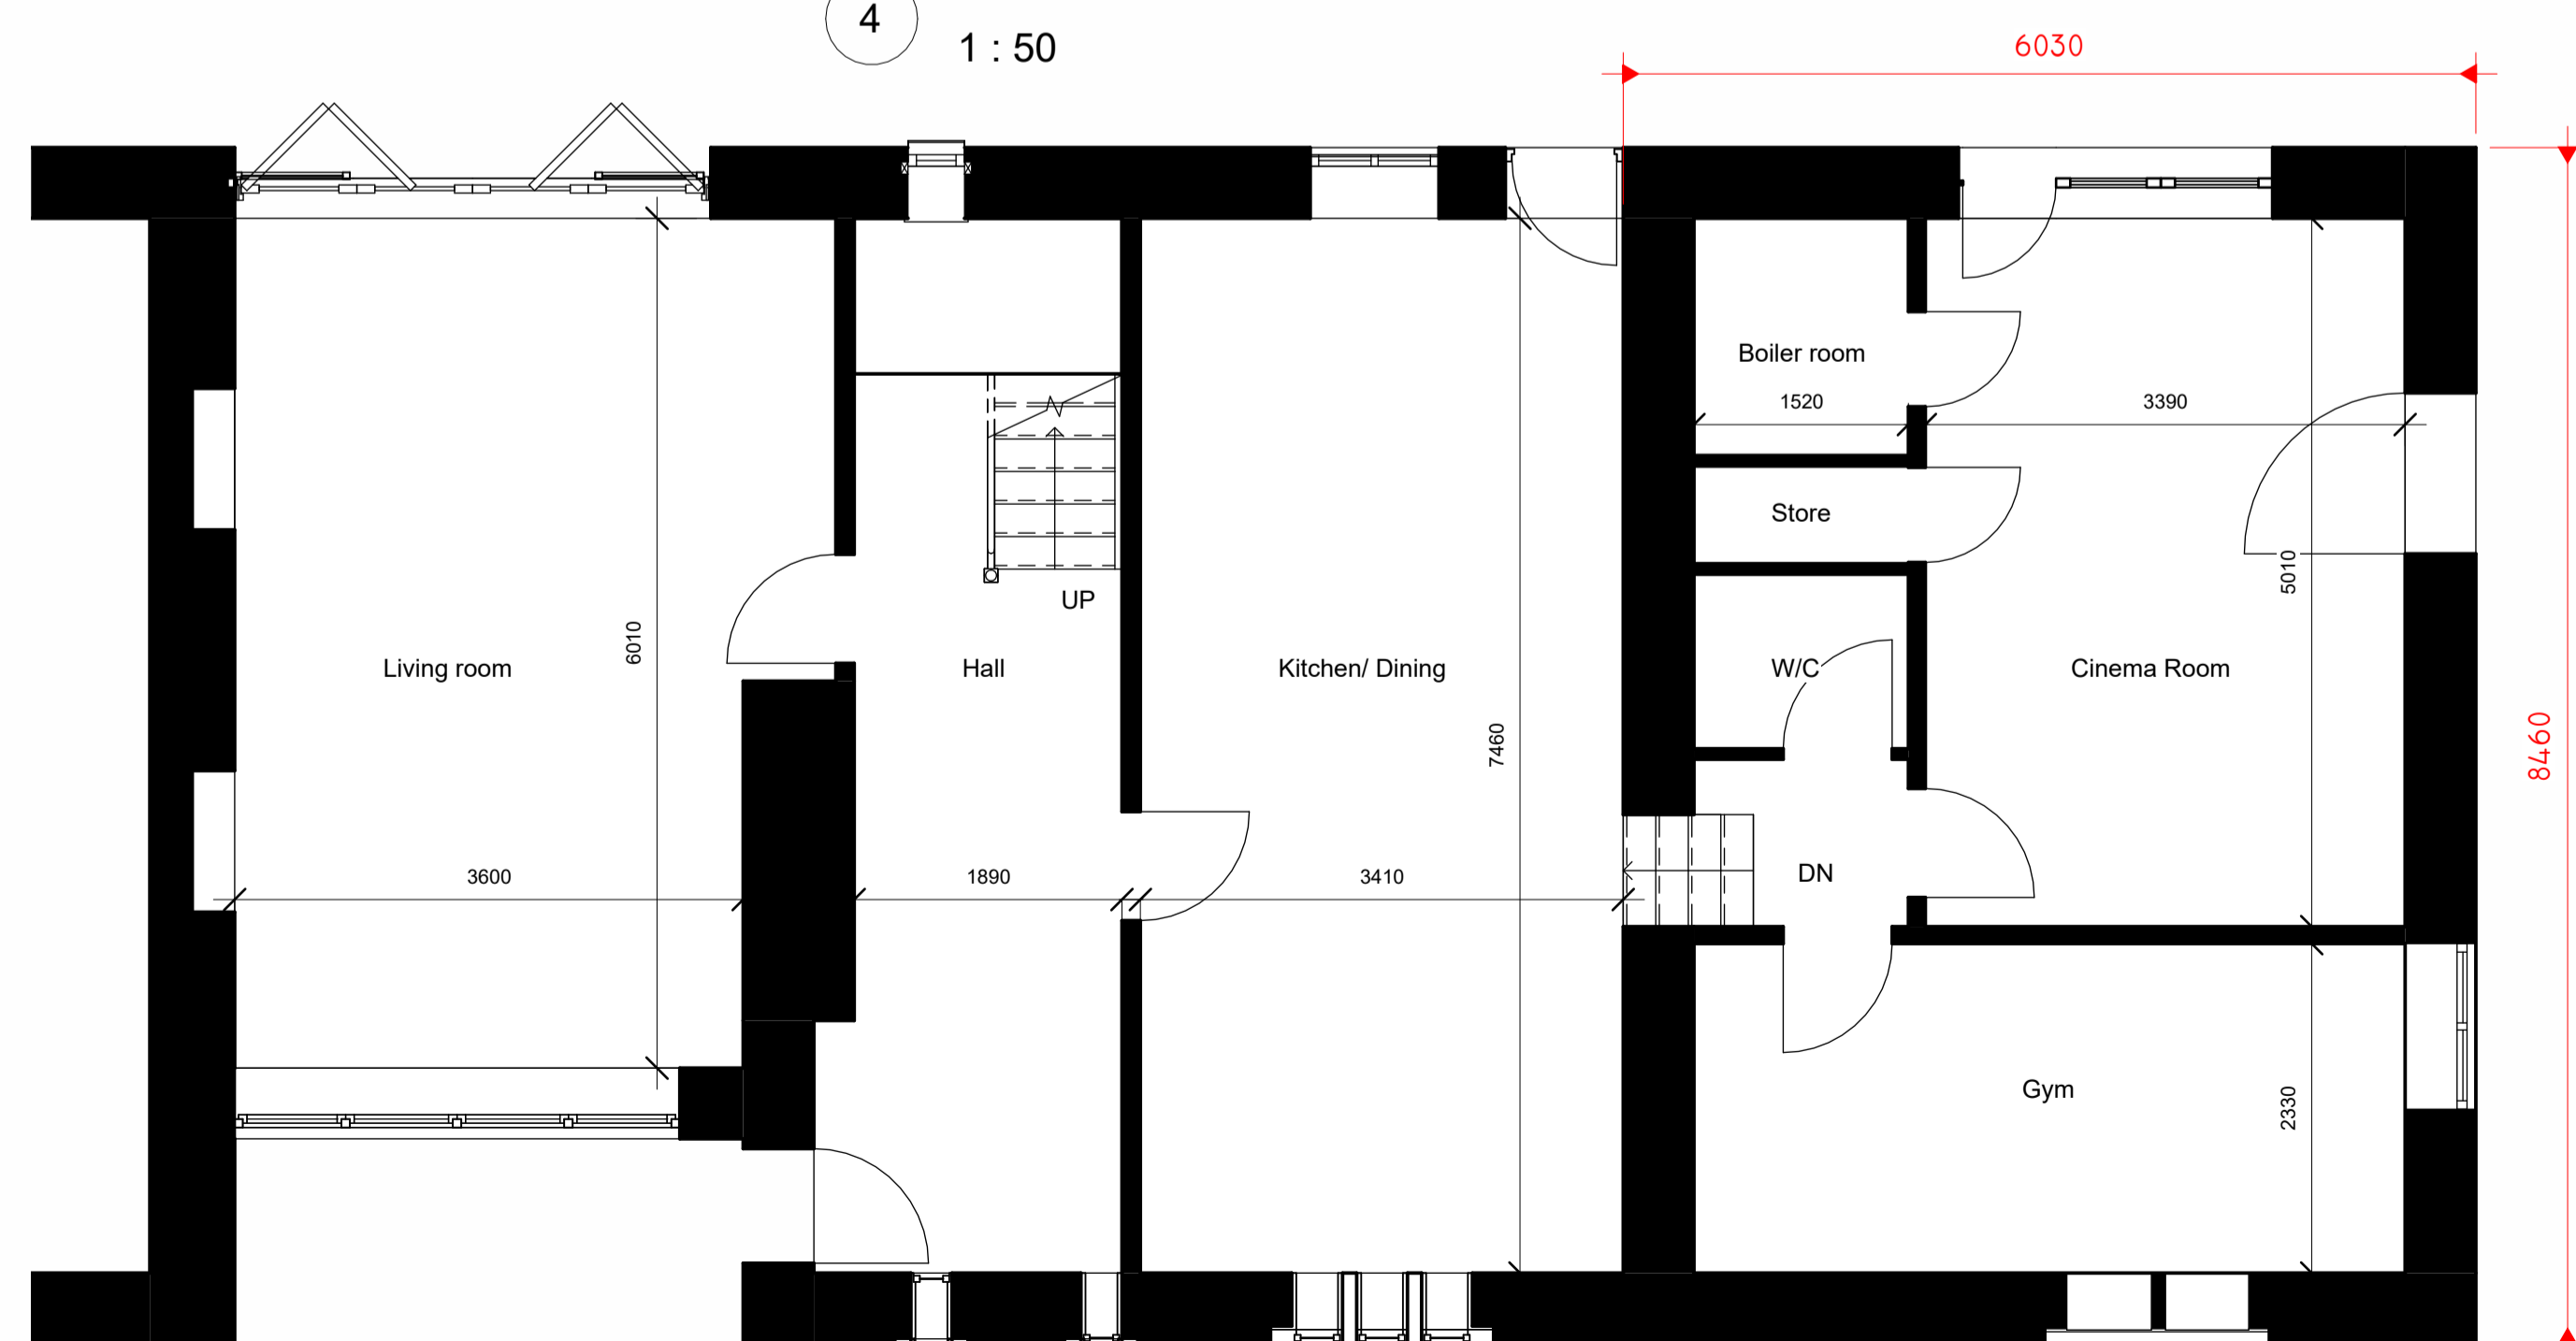 4
1 : 50
6030
Boiler room
1520
3390
Store
5010
UP
6010
Living room
Hall
Kitchen/ Dining
W/C
Cinema Room
7460
8460
3600
1890
3410
DN
Gym
2330